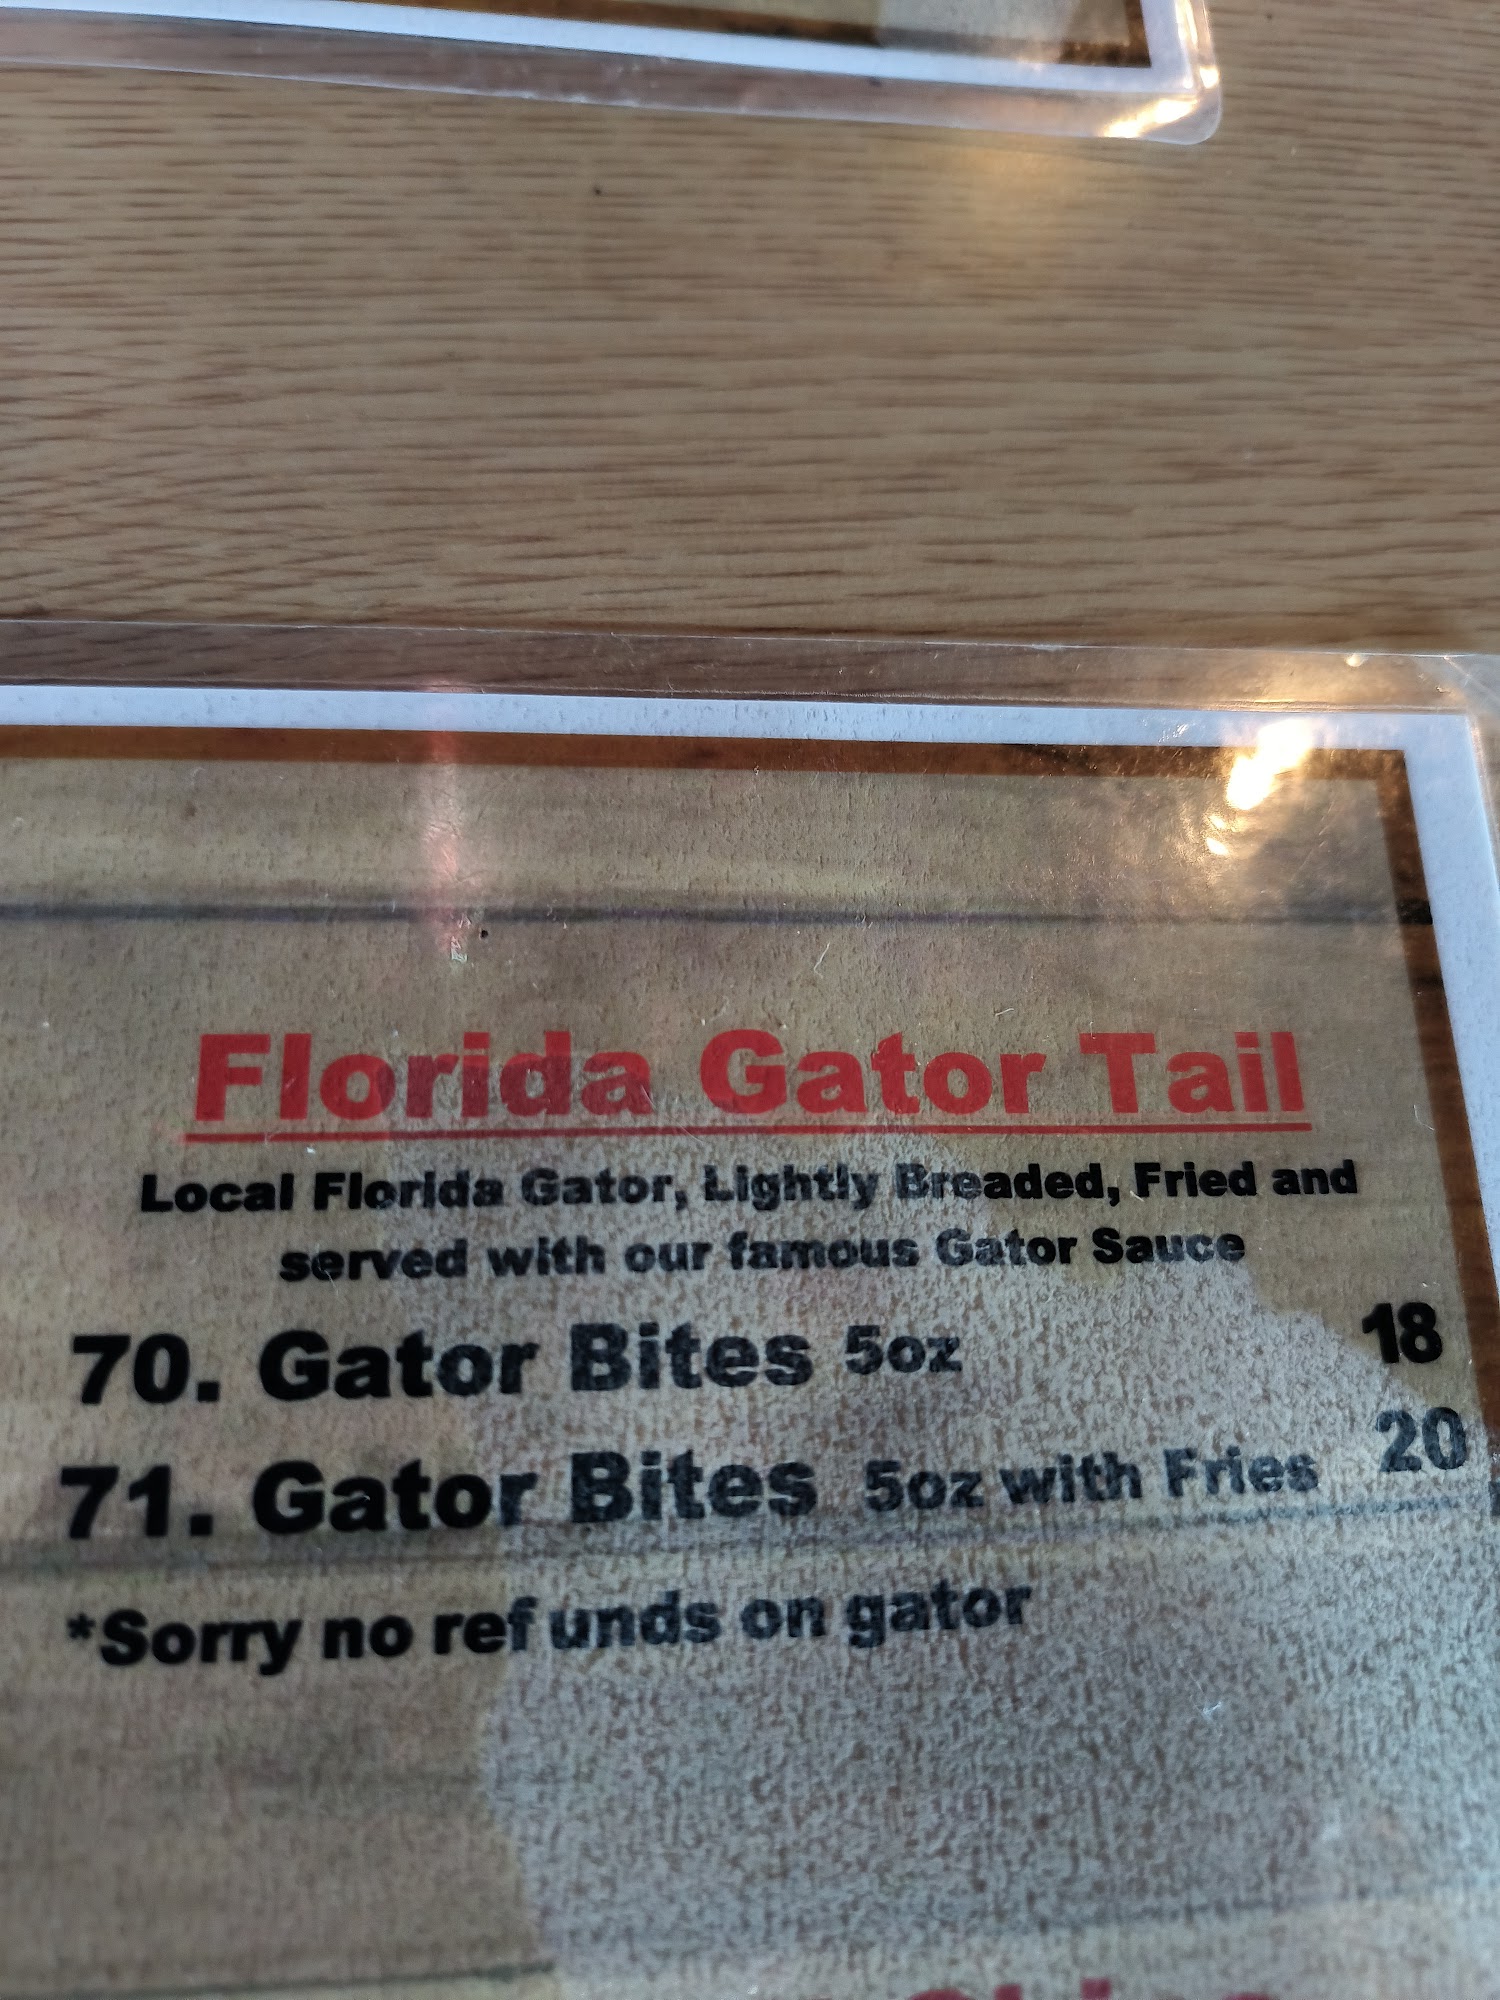 Florida Gator Tail
Local Florida Gator, Lightly Breaded, Fried and
served with our famous Gator Sauce
70. Gator Bites 5oz 18
71. Gator Bites 5oz with Fries 20
*Sorry no refunds on gator